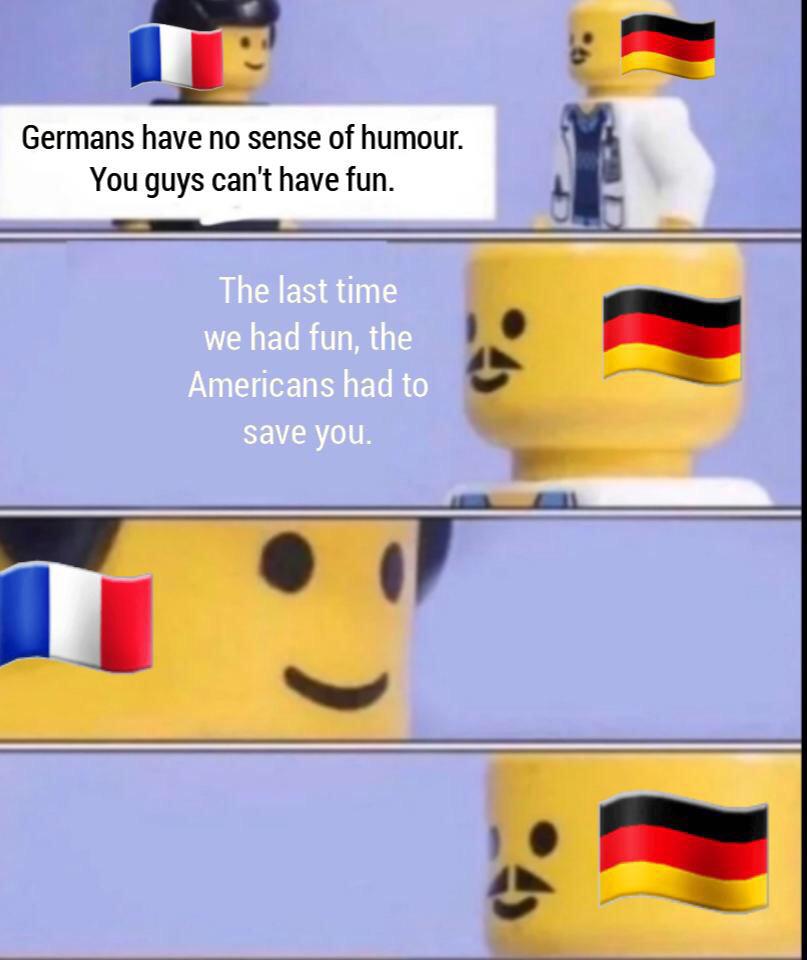 Germans have no sense of humour.
You guys can't have fun.
The last time
we had fun, the
Americans had to
save you.